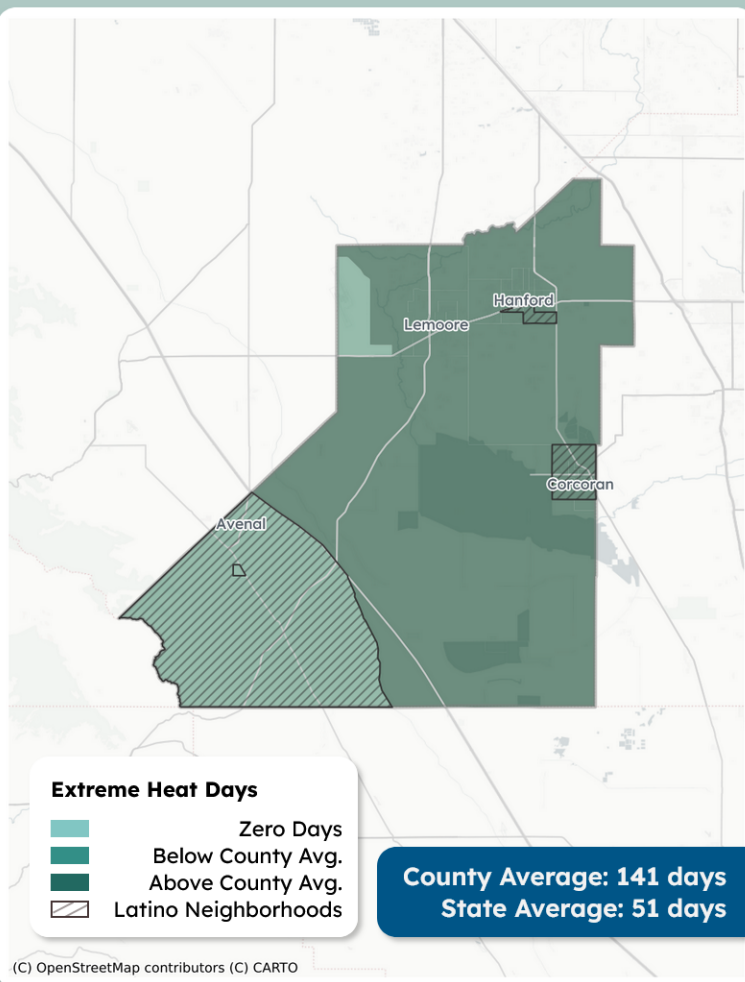 Hanford
Lemoore
Corcoran
Avenal
Extreme Heat Days
Zero Days
Below County Avg.
Above County Avg.
Latino Neighborhoods
County Average: 141 days
State Average: 51 days
(C) OpenStreetMap contributors (C) CARTO